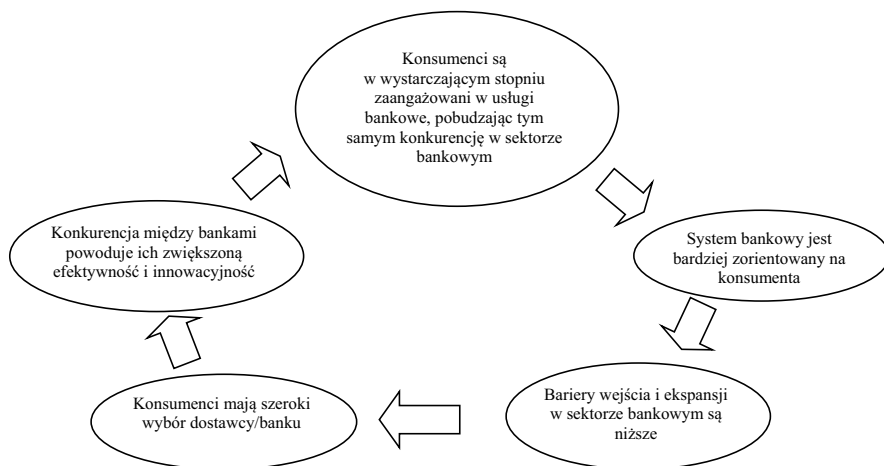 Konsumenci są
w wystarczającym stopniu
zaangażowani w usługi
bankowe, pobudzając tym
samym konkurencję w sektorze
bankowym
System bankowy jest
bardziej zorientowany na
konsumenta
Bariery wejścia i ekspansji
w sektorze bankowym są
niższe
Konsumenci mają szeroki
wybór dostawcy/banku
Konkurencja między bankami
powoduje ich zwiększoną
efektywność i innowacyjność